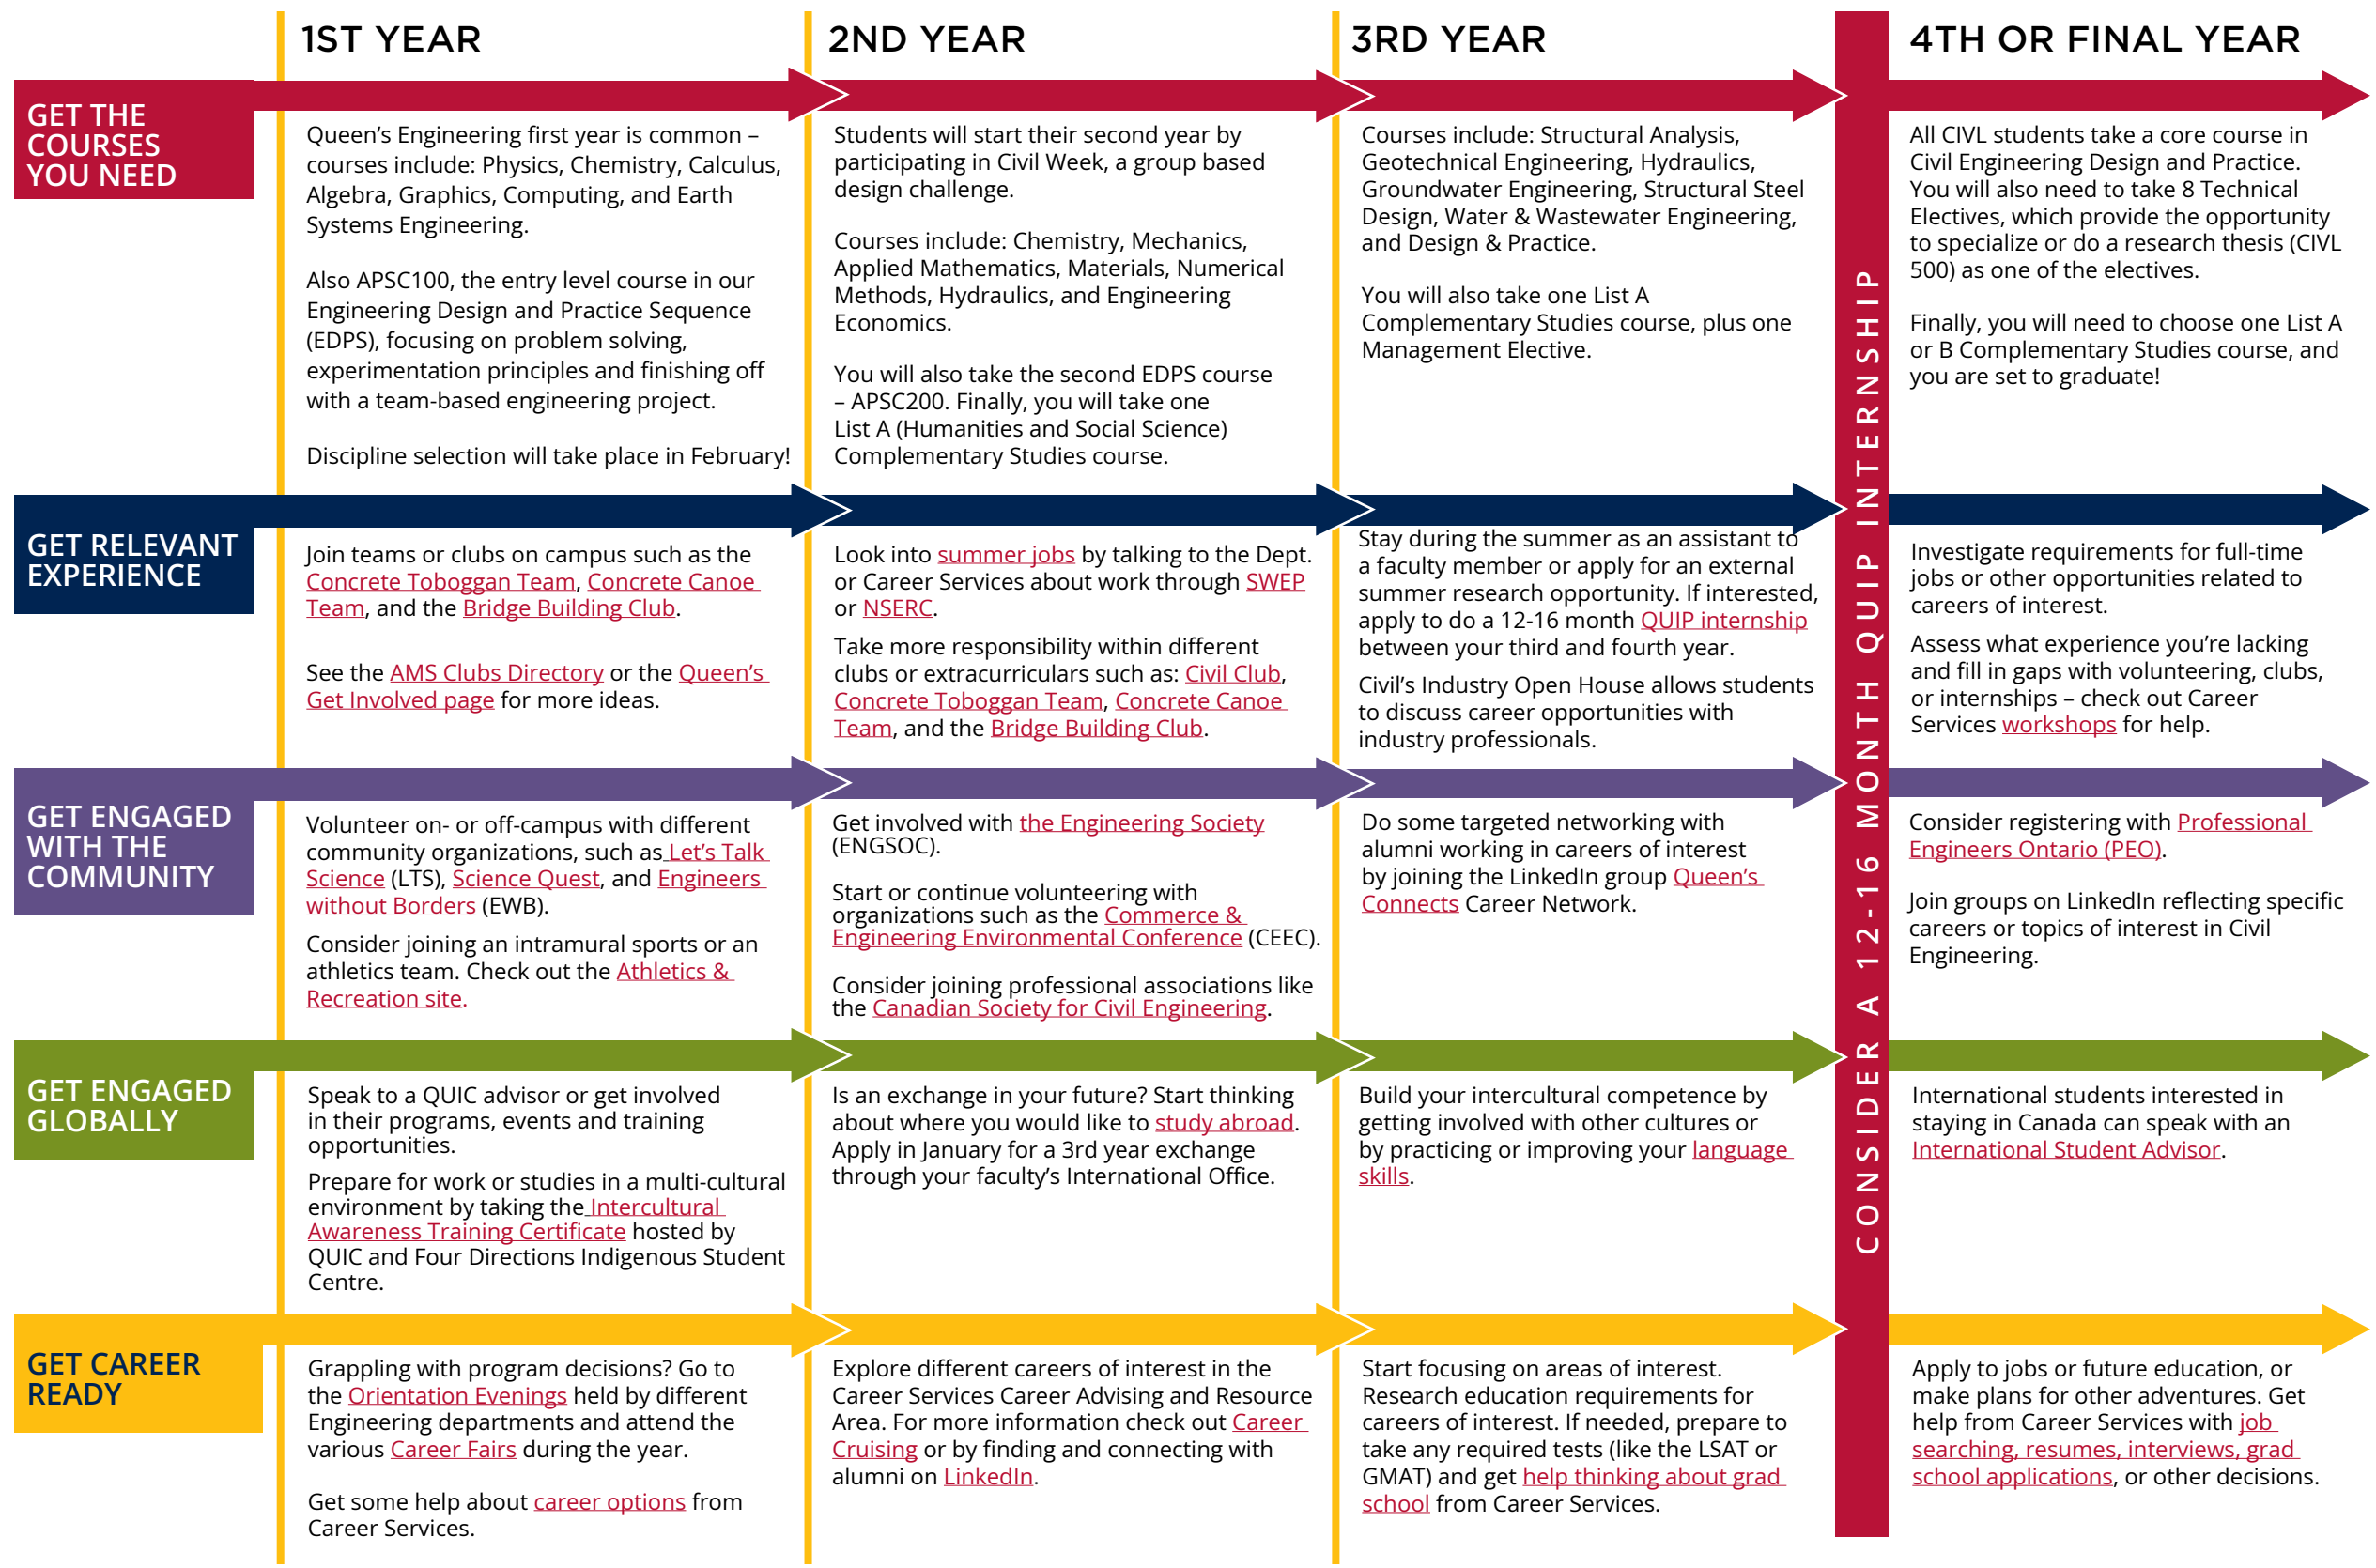 1ST YEAR
2ND YEAR
3RD YEAR
4TH OR FINAL YEAR
GET THE
COURSES
YOU NEED
Queen’s Engineering first year is common –
courses include: Physics, Chemistry, Calculus,
Algebra, Graphics, Computing, and Earth
Systems Engineering.
Also APSC100, the entry level course in our
Engineering Design and Practice Sequence
(EDPS), focusing on problem solving,
experimentation principles and finishing off
with a team-based engineering project.
Discipline selection will take place in February!
Students will start their second year by
participating in Civil Week, a group based
design challenge.
Courses include: Chemistry, Mechanics,
Applied Mathematics, Materials, Numerical
Methods, Hydraulics, and Engineering
Economics.
You will also take the second EDPS course
– APSC200. Finally, you will take one
List A (Humanities and Social Science)
Complementary Studies course.
Courses include: Structural Analysis,
Geotechnical Engineering, Hydraulics,
Groundwater Engineering, Structural Steel
Design, Water & Wastewater Engineering,
and Design & Practice.
You will also take one List A
Complementary Studies course, plus one
Management Elective.
All CIVL students take a core course in
Civil Engineering Design and Practice.
You will also need to take 8 Technical
Electives, which provide the opportunity
to specialize or do a research thesis (CIVL
500) as one of the electives.
Finally, you will need to choose one List A
or B Complementary Studies course, and
you are set to graduate!
GET RELEVANT
EXPERIENCE
Join teams or clubs on campus such as the
Concrete Toboggan Team, Concrete Canoe
Team, and the Bridge Building Club.
See the AMS Clubs Directory or the Queen’s
Get Involved page for more ideas.
Look into summer jobs by talking to the Dept.
or Career Services about work through SWEP
or NSERC.
Take more responsibility within different
clubs or extracurriculars such as: Civil Club,
Concrete Toboggan Team, Concrete Canoe
Team, and the Bridge Building Club.
Stay during the summer as an assistant to
a faculty member or apply for an external
summer research opportunity. If interested,
apply to do a 12-16 month QUIP internship
between your third and fourth year.
Civil’s Industry Open House allows students
to discuss career opportunities with
industry professionals.
Investigate requirements for full-time
jobs or other opportunities related to
careers of interest.
Assess what experience you’re lacking
and fill in gaps with volunteering, clubs,
or internships – check out Career
Services workshops for help.
GET ENGAGED
WITH THE
COMMUNITY
Volunteer on- or off-campus with different
community organizations, such as Let’s Talk
Science (LTS), Science Quest, and Engineers
without Borders (EWB).
Consider joining an intramural sports or an
athletics team. Check out the Athletics &
Recreation site.
Get involved with the Engineering Society
(ENGSOC).
Start or continue volunteering with
organizations such as the Commerce &
Engineering Environmental Conference (CEEC).
Consider joining professional associations like
the Canadian Society for Civil Engineering.
Do some targeted networking with
alumni working in careers of interest
by joining the LinkedIn group Queen’s
Connects Career Network.
Consider registering with Professional
Engineers Ontario (PEO).
Join groups on LinkedIn reflecting specific
careers or topics of interest in Civil
Engineering.
GET ENGAGED
GLOBALLY
Speak to a QUIC advisor or get involved
in their programs, events and training
opportunities.
Prepare for work or studies in a multi-cultural
environment by taking the Intercultural
Awareness Training Certificate hosted by
QUIC and Four Directions Indigenous Student
Centre.
Is an exchange in your future? Start thinking
about where you would like to study abroad.
Apply in January for a 3rd year exchange
through your faculty’s International Office.
Build your intercultural competence by
getting involved with other cultures or
by practicing or improving your language
skills.
International students interested in
staying in Canada can speak with an
International Student Advisor.
GET CAREER
READY
Grappling with program decisions? Go to
the Orientation Evenings held by different
Engineering departments and attend the
various Career Fairs during the year.
Get some help about career options from
Career Services.
Explore different careers of interest in the
Career Services Career Advising and Resource
Area. For more information check out Career
Cruising or by finding and connecting with
alumni on LinkedIn.
Start focusing on areas of interest.
Research education requirements for
careers of interest. If needed, prepare to
take any required tests (like the LSAT or
GMAT) and get help thinking about grad
school from Career Services.
Apply to jobs or future education, or
make plans for other adventures. Get
help from Career Services with job
searching, resumes, interviews, grad
school applications, or other decisions.
CONSIDER A 12-16 MONTH QUIP INTERNSHIP